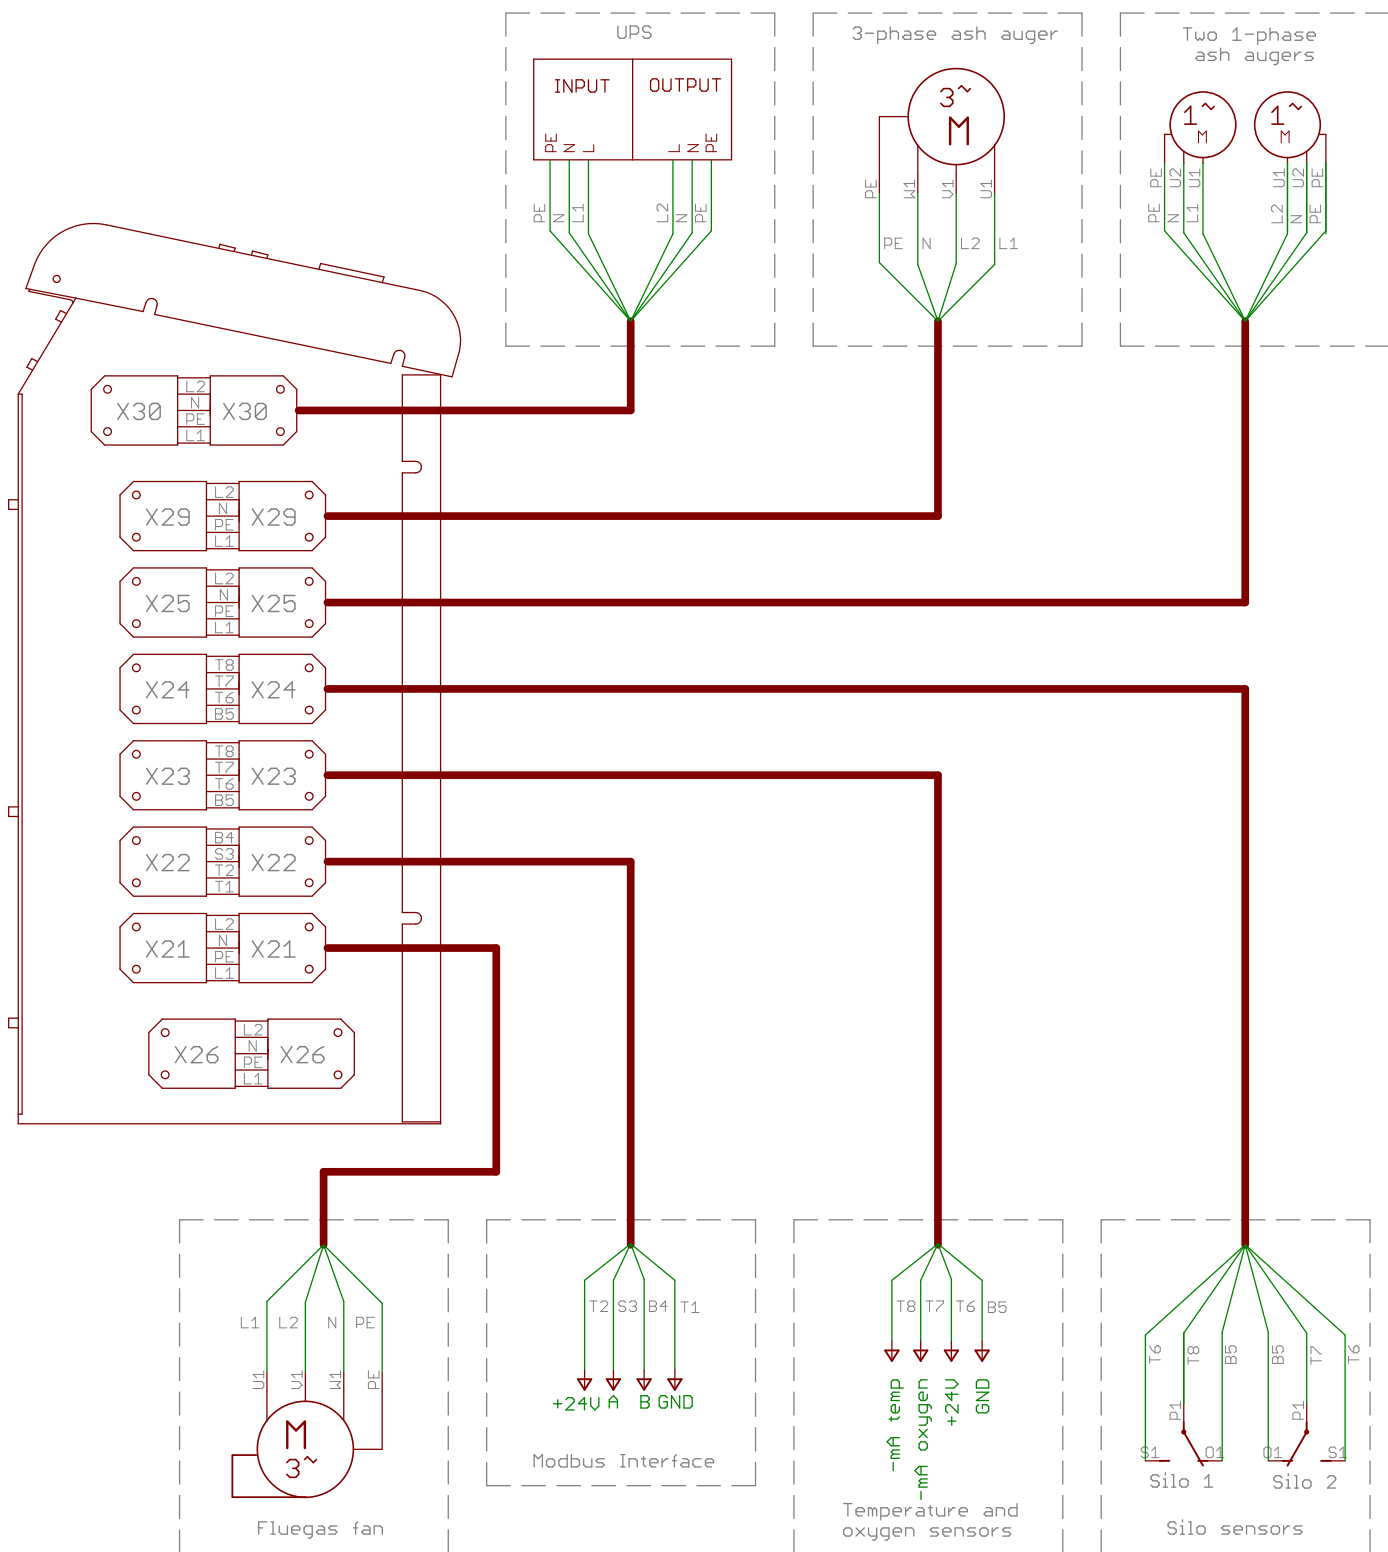 UPS
INPUT OUTPUT
PE N L L N PE
PE N L1 L2 N PE
3-phase ash auger
3~
M
PE W1 V1 U1
PE N L2 L1
Two 1-phase
ash augers
1~ 1~
M M
PE U2 U1 U1 U2 PE
PE N L1 L2 N PE
X30 X30
L2
N
PE
L1
X29 X29
L2
N
PE
L1
X25 X25
L2
N
PE
L1
X24 X24
T8
T7
T6
B5
X23 X23
T8
T7
T6
B5
X22 X22
B4
S3
T2
T1
X21 X21
L2
N
PE
L1
X26 X26
L2
N
PE
L1
L1 L2 N PE
U1 V1 W1 PE
M
3~
Fluegas fan
T2 S3 B4 T1
+24V A B GND
Modbus Interface
T8 T7 T6 B5
-mA temp
-mA oxygen
+24V
GND
Temperature and
oxygen sensors
T6 T8 B5 B5 T7 T6
P1 P1
S1 O1 O1 S1
Silo 1 Silo 2
Silo sensors